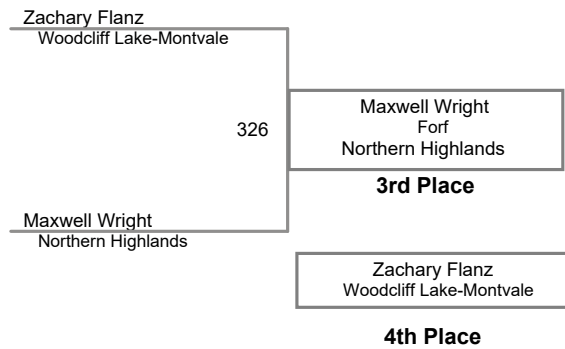 Zachary Flanz
Woodcliff Lake-Montvale
326
Maxwell Wright
Forf
Northern Highlands
3rd Place
Maxwell Wright
Northern Highlands
Zachary Flanz
Woodcliff Lake-Montvale
4th Place